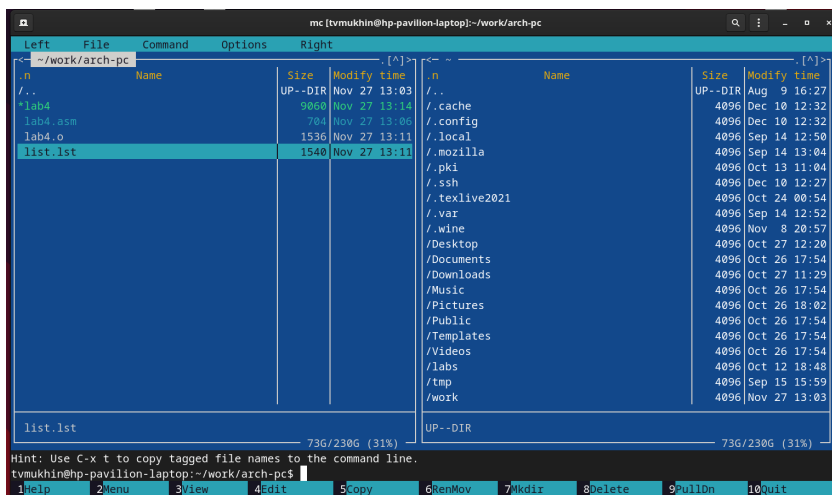 mc [tvmukhin@hp-pavilion-laptop]:~/work/arch-pc
Left File Command Options Right
<- ~/work/arch-pc .[^]>
.n Name Size Modify time
/.. UP--DIR Nov 27 13:03
*lab4 9060 Nov 27 13:14
lab4.asm 704 Nov 27 13:06
lab4.o 1536 Nov 27 13:11
list.lst 1540 Nov 27 13:11
list.lst
73G/230G (31%)
<- ~ .[^]>
.n Name Size Modify time
/.. UP--DIR Aug 9 16:27
/.cache 4096 Dec 10 12:32
/.config 4096 Dec 10 12:32
/.local 4096 Sep 14 12:50
/.mozilla 4096 Sep 14 13:04
/.pki 4096 Oct 13 11:04
/.ssh 4096 Dec 10 12:27
/.texlive2021 4096 Oct 24 00:54
/.var 4096 Sep 14 12:52
/.wine 4096 Nov 8 20:57
/Desktop 4096 Oct 27 12:20
/Documents 4096 Oct 26 17:54
/Downloads 4096 Oct 27 11:29
/Music 4096 Oct 26 17:54
/Pictures 4096 Oct 26 18:02
/Public 4096 Oct 26 17:54
/Templates 4096 Oct 26 17:54
/Videos 4096 Oct 26 17:54
/labs 4096 Oct 12 18:48
/tmp 4096 Sep 15 15:59
/work 4096 Nov 27 13:03
UP--DIR
73G/230G (31%)
Hint: Use C-x t to copy tagged file names to the command line.
tvmukhin@hp-pavilion-laptop:~/work/arch-pc$
1Help 2Menu 3View 4Edit 5Copy 6RenMov 7Mkdir 8Delete 9PullDn 10Quit